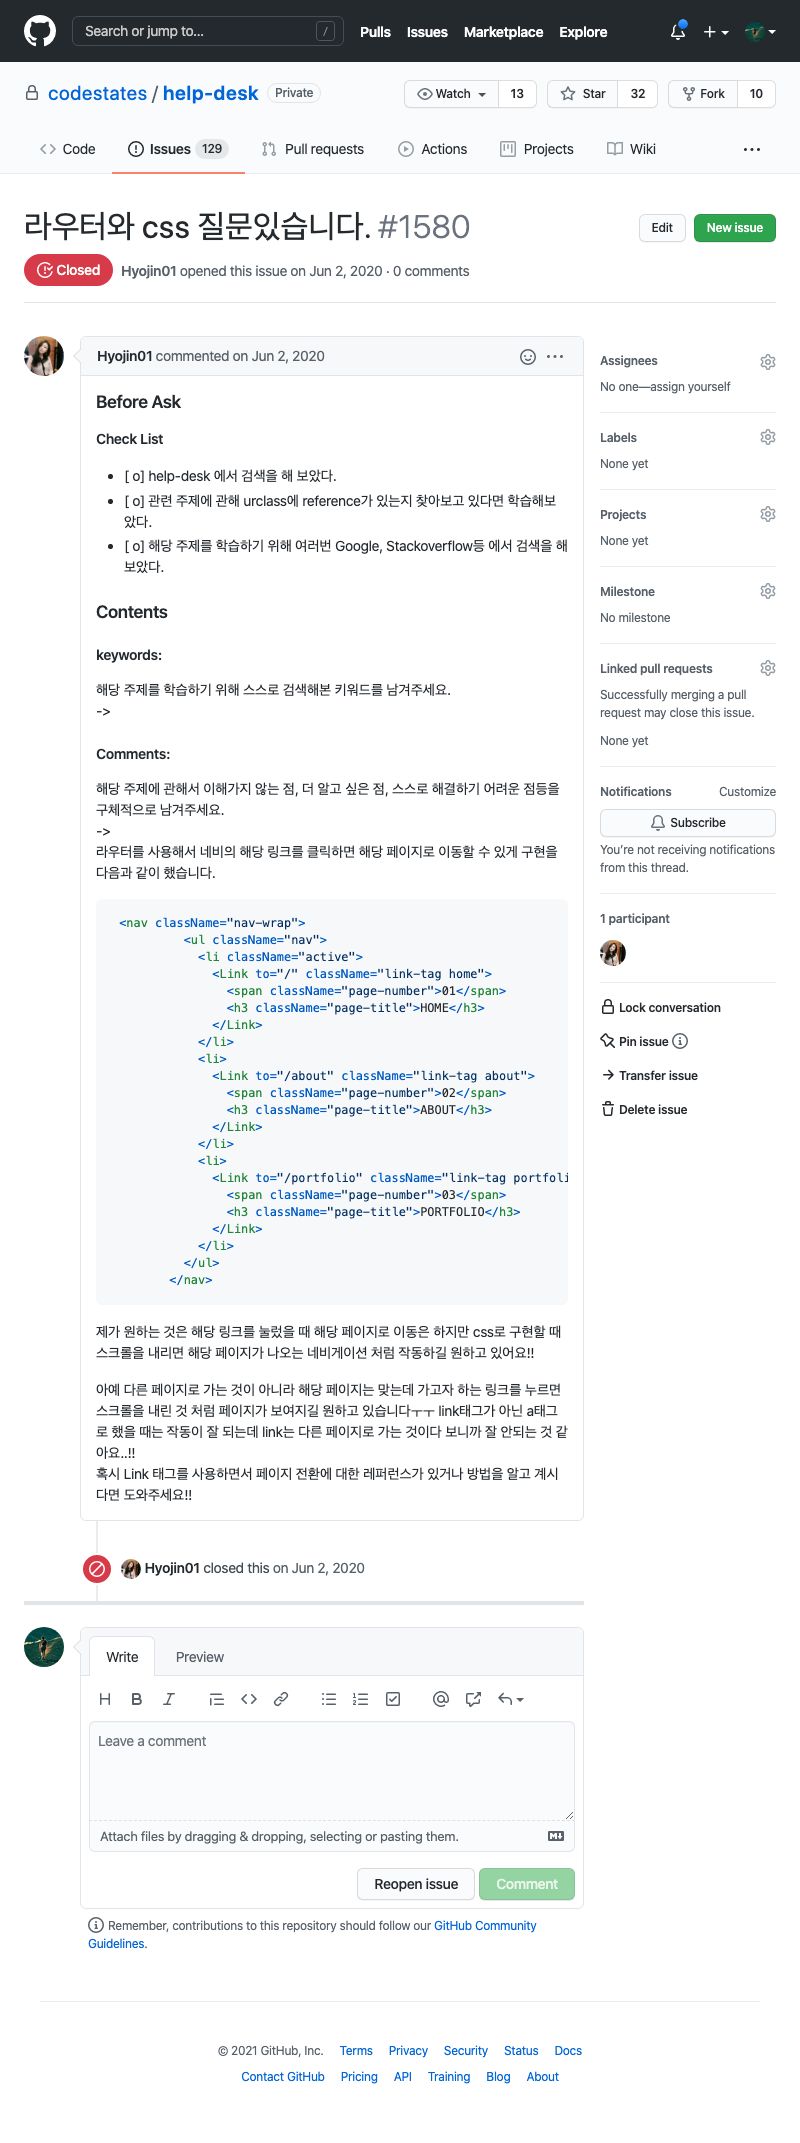 Search or jump to... /
Pulls Issues Marketplace Explore
codestates / help-desk Private
Watch 13 Star 32 Fork 10
Code Issues 129 Pull requests Actions Projects Wiki
라우터와 css 질문있습니다. #1580
Edit New issue
Closed Hyojin01 opened this issue on Jun 2, 2020 · 0 comments
Hyojin01 commented on Jun 2, 2020
Before Ask
Check List
• [ o] help-desk 에서 검색을 해 보았다.
• [ o] 관련 주제에 관해 urclass에 reference가 있는지 찾아보고 있다면 학습해보
았다.
• [ o] 해당 주제를 학습하기 위해 여러번 Google, Stackoverflow등 에서 검색을 해
보았다.
Contents
keywords:
해당 주제를 학습하기 위해 스스로 검색해본 키워드를 남겨주세요.
->
Comments:
해당 주제에 관해서 이해가지 않는 점, 더 알고 싶은 점, 스스로 해결하기 어려운 점등을
구체적으로 남겨주세요.
->
라우터를 사용해서 네비의 해당 링크를 클릭하면 해당 페이지로 이동할 수 있게 구현을
다음과 같이 했습니다.
<nav className="nav-wrap">
<ul className="nav">
<li className="active">
<Link to="/" className="link-tag home">
<span className="page-number">01</span>
<h3 className="page-title">HOME</h3>
</Link>
</li>
<li>
<Link to="/about" className="link-tag about">
<span className="page-number">02</span>
<h3 className="page-title">ABOUT</h3>
</Link>
</li>
<li>
<Link to="/portfolio" className="link-tag portfoli
<span className="page-number">03</span>
<h3 className="page-title">PORTFOLIO</h3>
</Link>
</li>
</ul>
</nav>
제가 원하는 것은 해당 링크를 눌렀을 때 해당 페이지로 이동은 하지만 css로 구현할 때
스크롤을 내리면 해당 페이지가 나오는 네비게이션 처럼 작동하길 원하고 있어요!!
아예 다른 페이지로 가는 것이 아니라 해당 페이지는 맞는데 가고자 하는 링크를 누르면
스크롤을 내린 것 처럼 페이지가 보여지길 원하고 있습니다ㅜㅜ link태그가 아닌 a태그
로 했을 때는 작동이 잘 되는데 link는 다른 페이지로 가는 것이다 보니까 잘 안되는 것 같
아요..!!
혹시 Link 태그를 사용하면서 페이지 전환에 대한 레퍼런스가 있거나 방법을 알고 계시
다면 도와주세요!!
Hyojin01 closed this on Jun 2, 2020
Assignees
No one—assign yourself
Labels
None yet
Projects
None yet
Milestone
No milestone
Linked pull requests
Successfully merging a pull
request may close this issue.
None yet
Notifications Customize
Subscribe
You're not receiving notifications
from this thread.
1 participant
Lock conversation
Pin issue
Transfer issue
Delete issue
Write Preview
Leave a comment
Attach files by dragging & dropping, selecting or pasting them.
Reopen issue Comment
Remember, contributions to this repository should follow our GitHub Community
Guidelines.
© 2021 GitHub, Inc. Terms Privacy Security Status Docs
Contact GitHub Pricing API Training Blog About